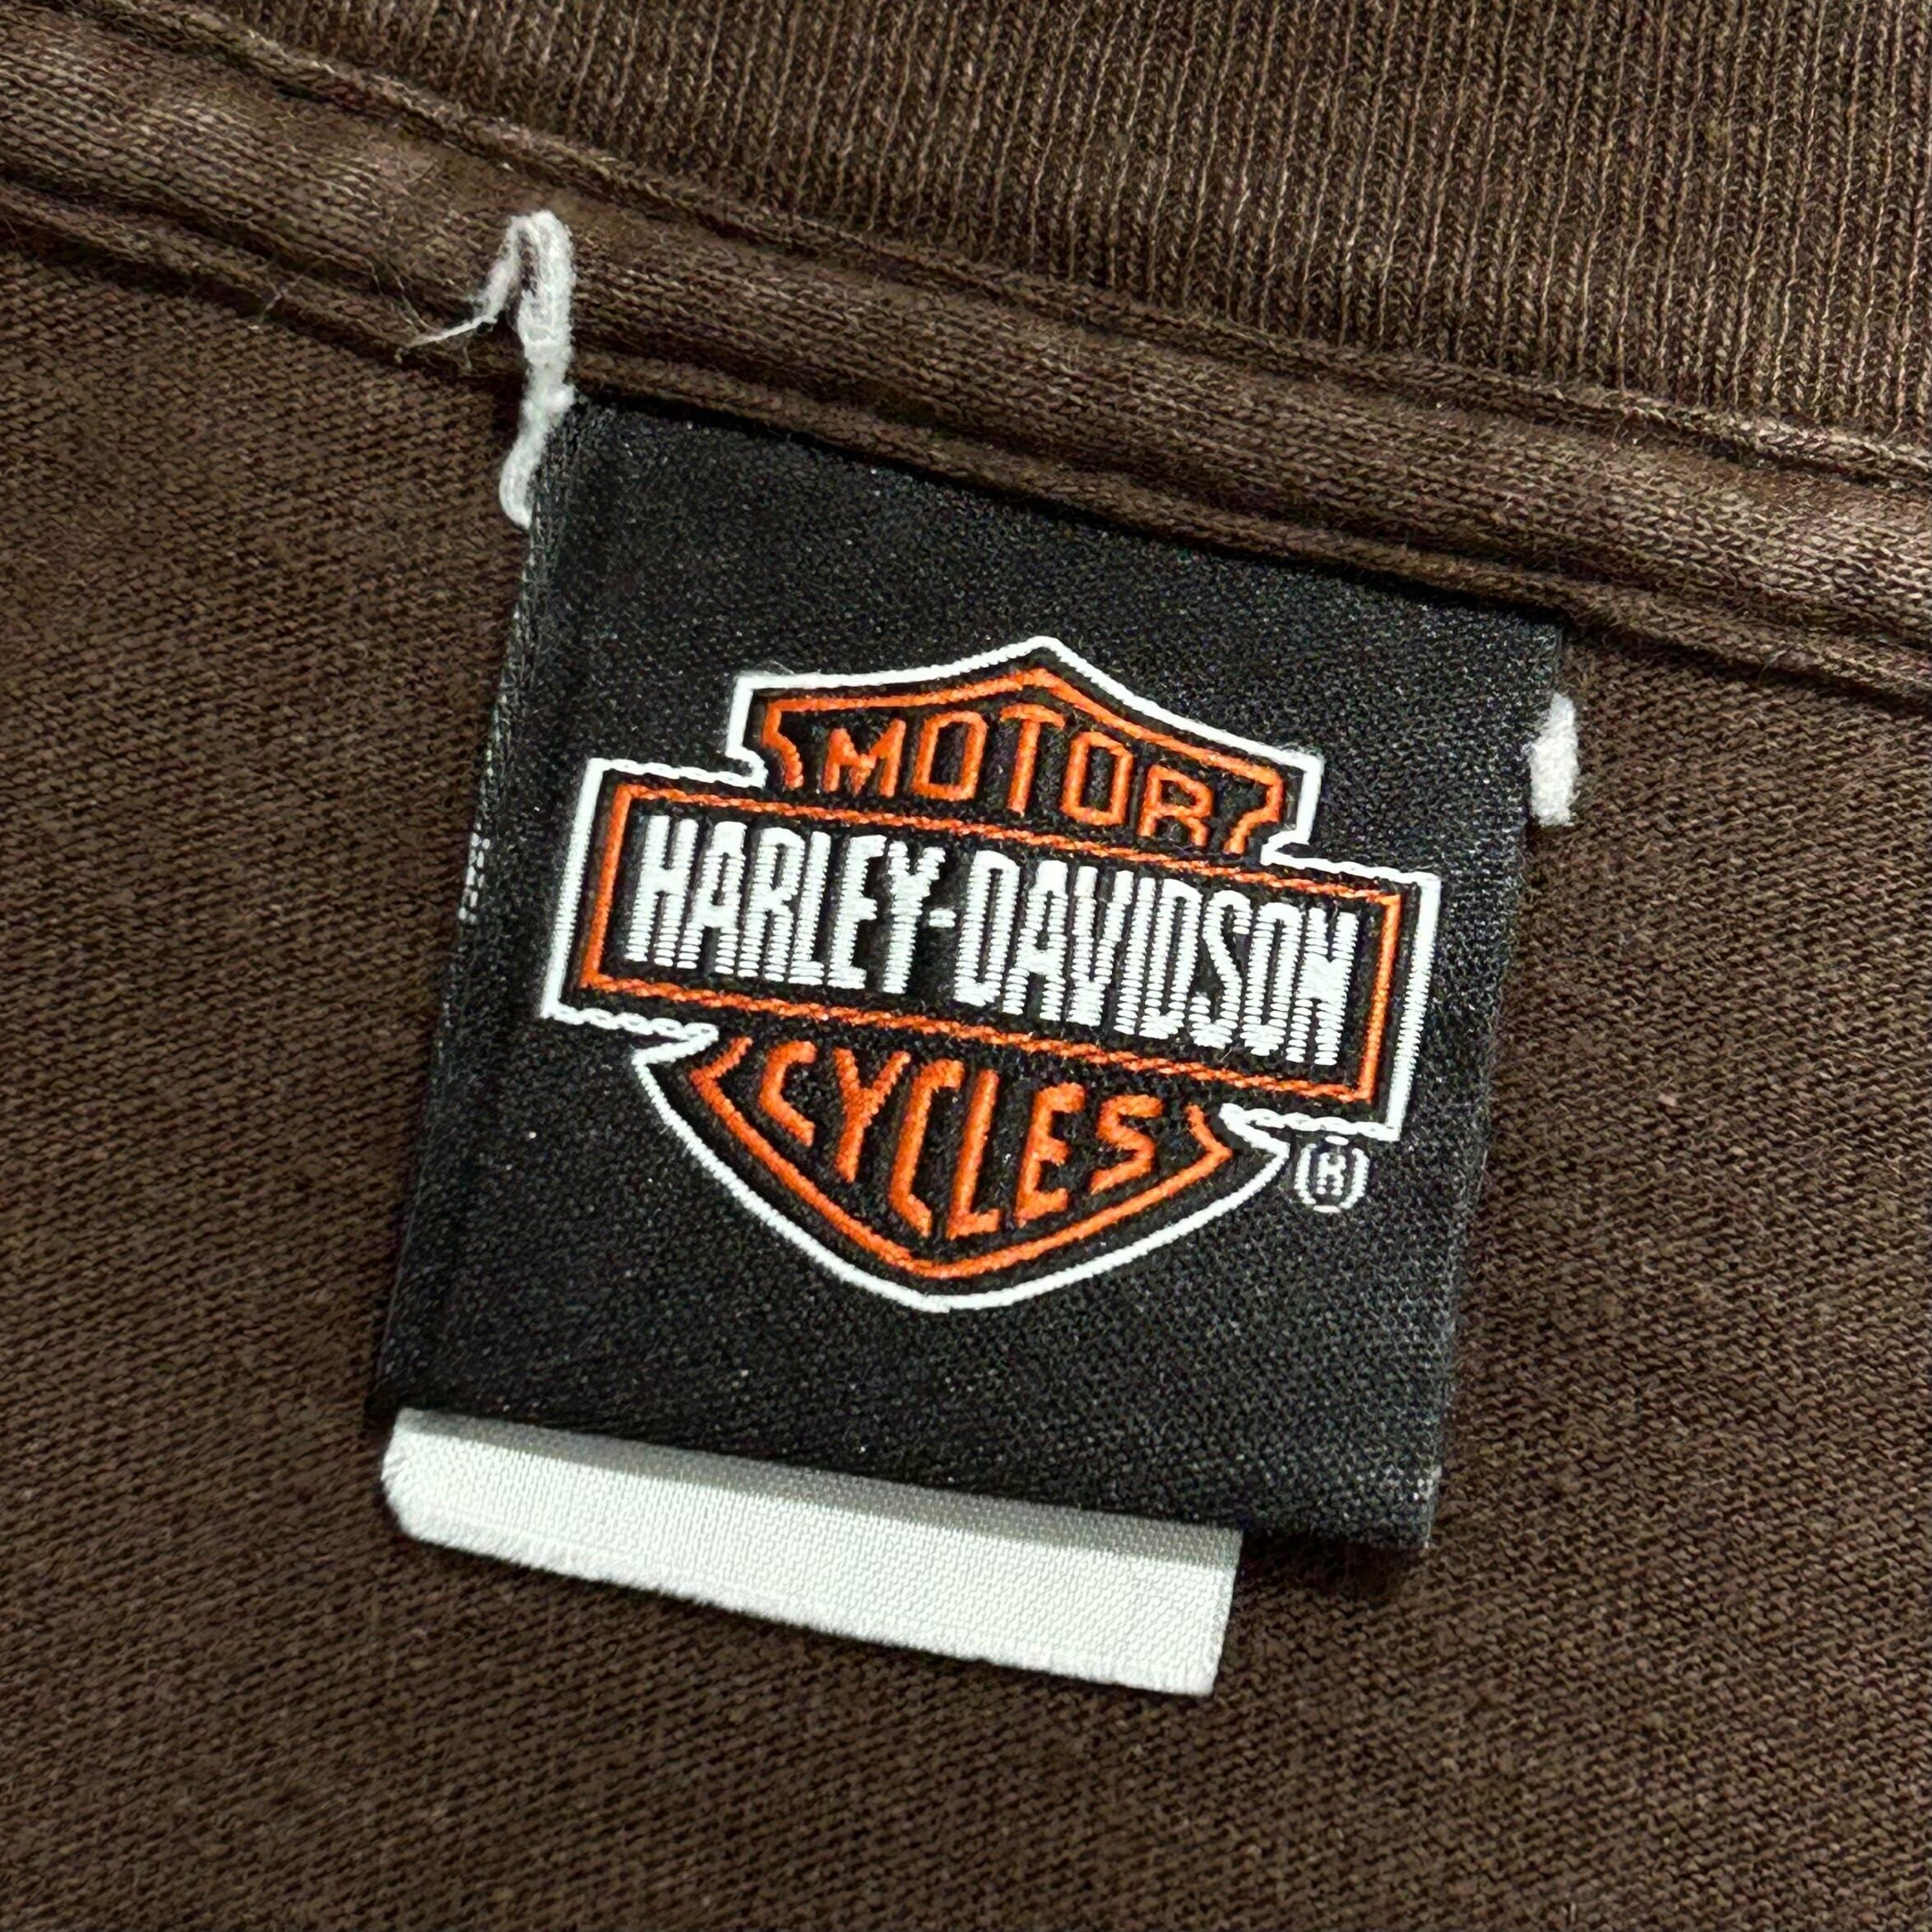 MOTOR
HARLEY-DAVIDSON
CYCLES
®